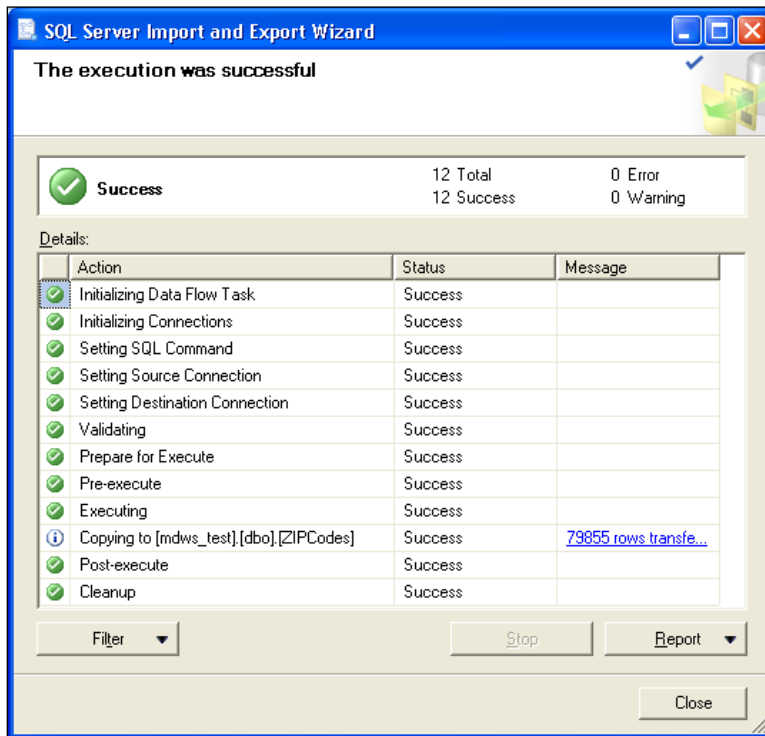 SQL Server Import and Export Wizard
The execution was successful
Success
12 Total
0 Error
12 Success
0 Warning
Details:
Action Status Message
Initializing Data Flow Task Success
Initializing Connections Success
Setting SQL Command Success
Setting Source Connection Success
Setting Destination Connection Success
Validating Success
Prepare for Execute Success
Pre-execute Success
Executing Success
Copying to [mdws_test].[dbo].[ZIPCodes] Success 79855 rows transfe...
Post-execute Success
Cleanup Success
Filter Stop Report
Close